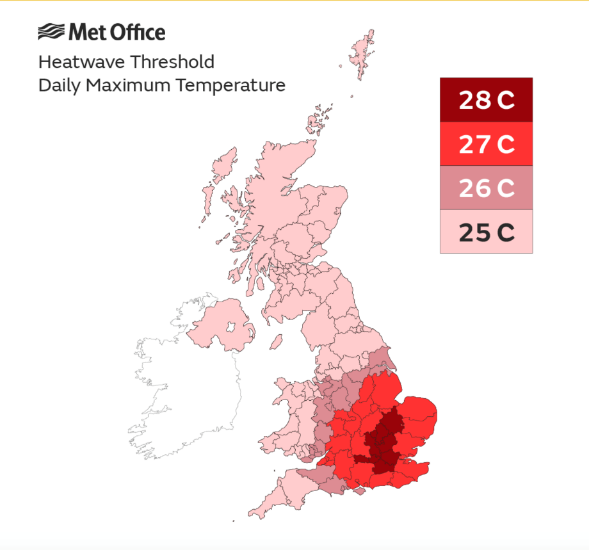 Met Office
Heatwave Threshold
Daily Maximum Temperature
28 C
27 C
26 C
25 C